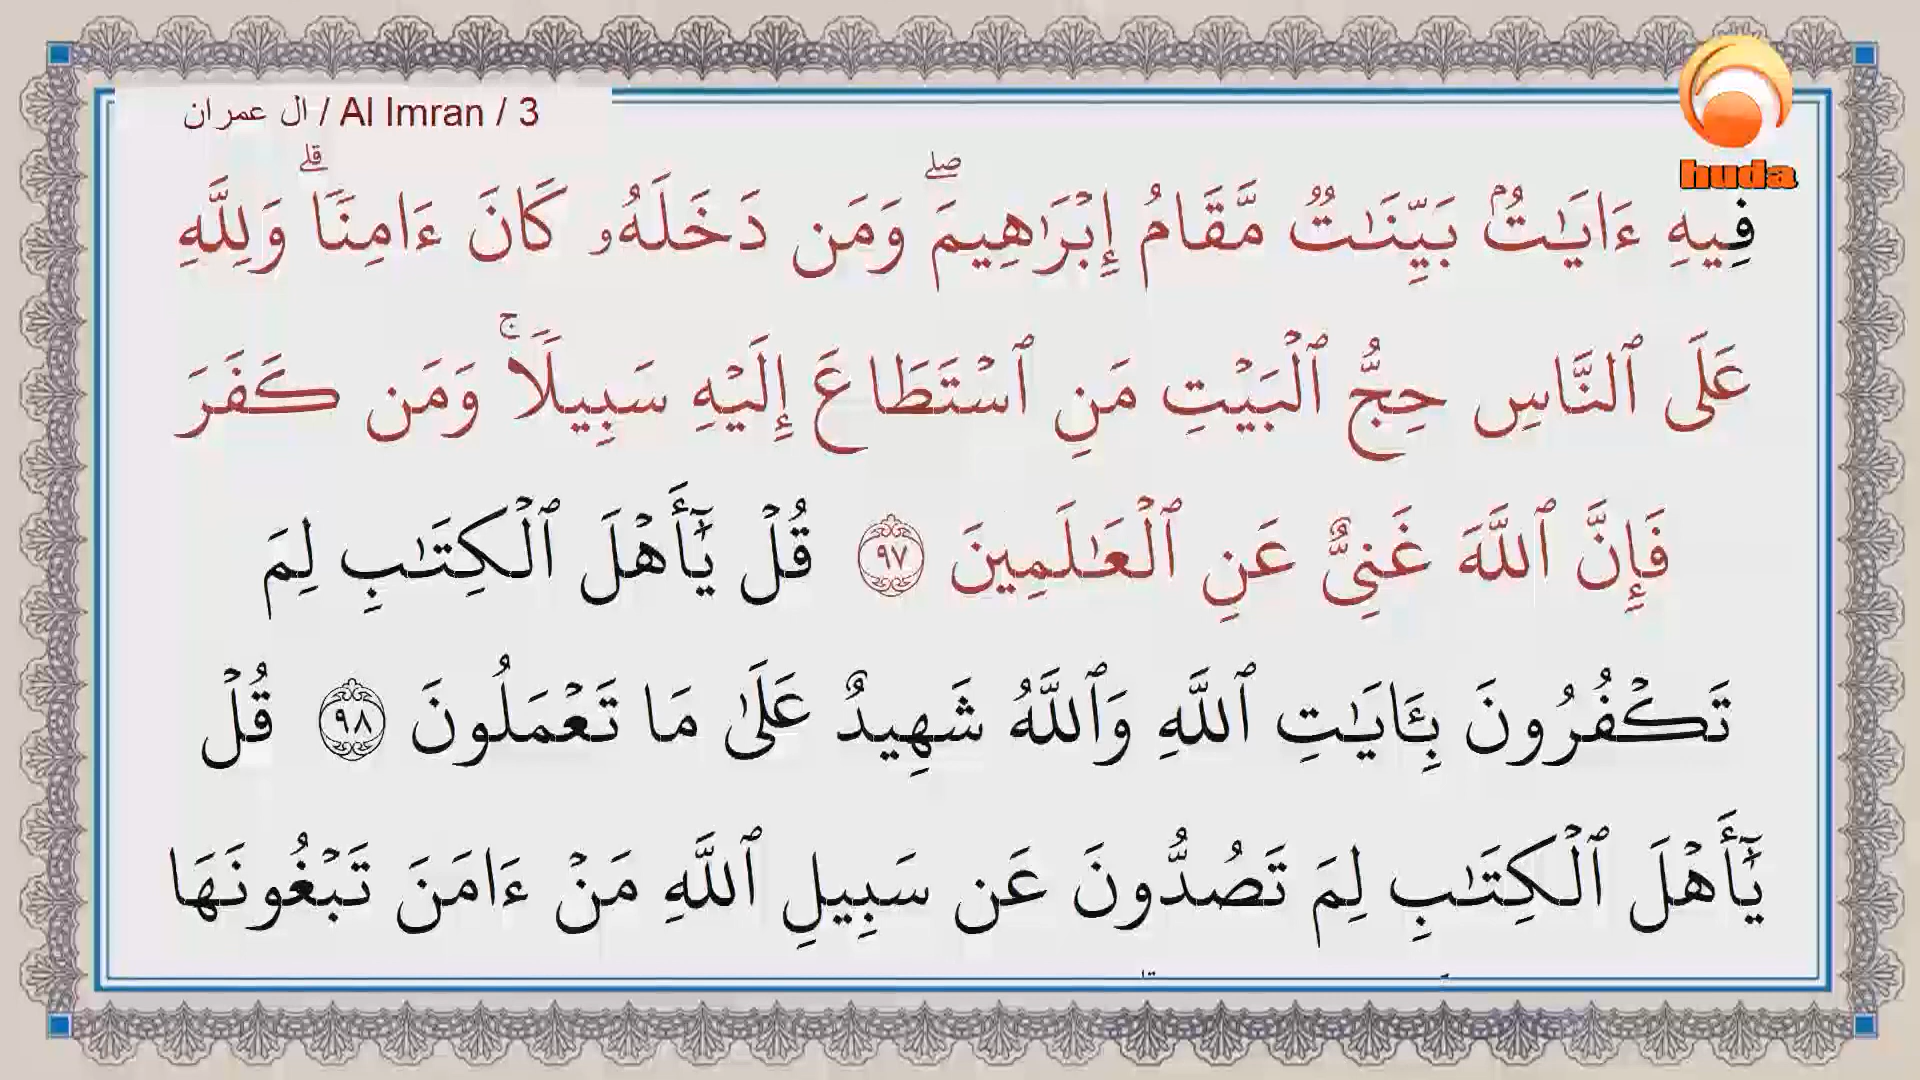 ال عمران / Al Imran / 3
huda
فِيهِ ءَايَٰتُۢ بَيِّنَٰتٞ مَّقَامُ إِبۡرَٰهِيمَۖ وَمَن دَخَلَهُۥ كَانَ ءَامِنٗاۗ وَلِلَّهِ
عَلَى ٱلنَّاسِ حِجُّ ٱلۡبَيۡتِ مَنِ ٱسۡتَطَاعَ إِلَيۡهِ سَبِيلٗاۚ وَمَن كَفَرَ
فَإِنَّ ٱللَّهَ غَنِيٌّ عَنِ ٱلۡعَٰلَمِينَ ٩٧ قُلۡ يَٰٓأَهۡلَ ٱلۡكِتَٰبِ لِمَ
تَكۡفُرُونَ بِـَٔايَٰتِ ٱللَّهِ وَٱللَّهُ شَهِيدٌ عَلَىٰ مَا تَعۡمَلُونَ ٩٨ قُلۡ
يَٰٓأَهۡلَ ٱلۡكِتَٰبِ لِمَ تَصُدُّونَ عَن سَبِيلِ ٱللَّهِ مَنۡ ءَامَنَ تَبۡغُونَهَا